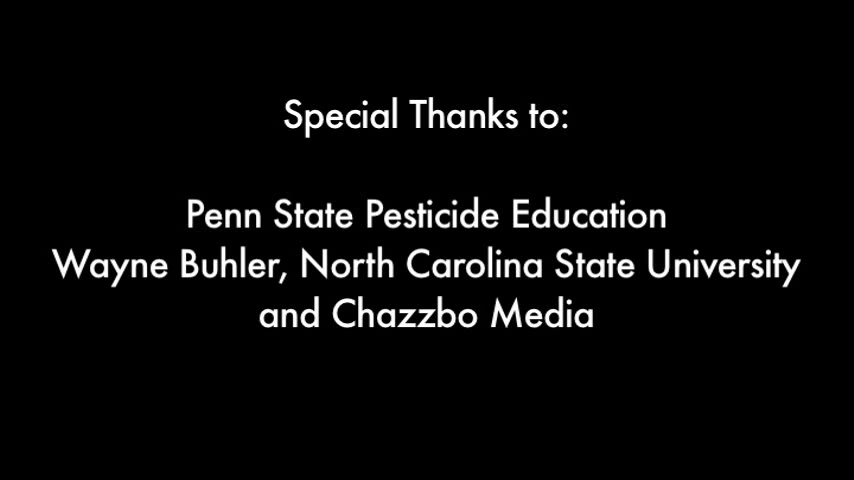 Special Thanks to:
Penn State Pesticide Education
Wayne Buhler, North Carolina State University
and Chazzbo Media